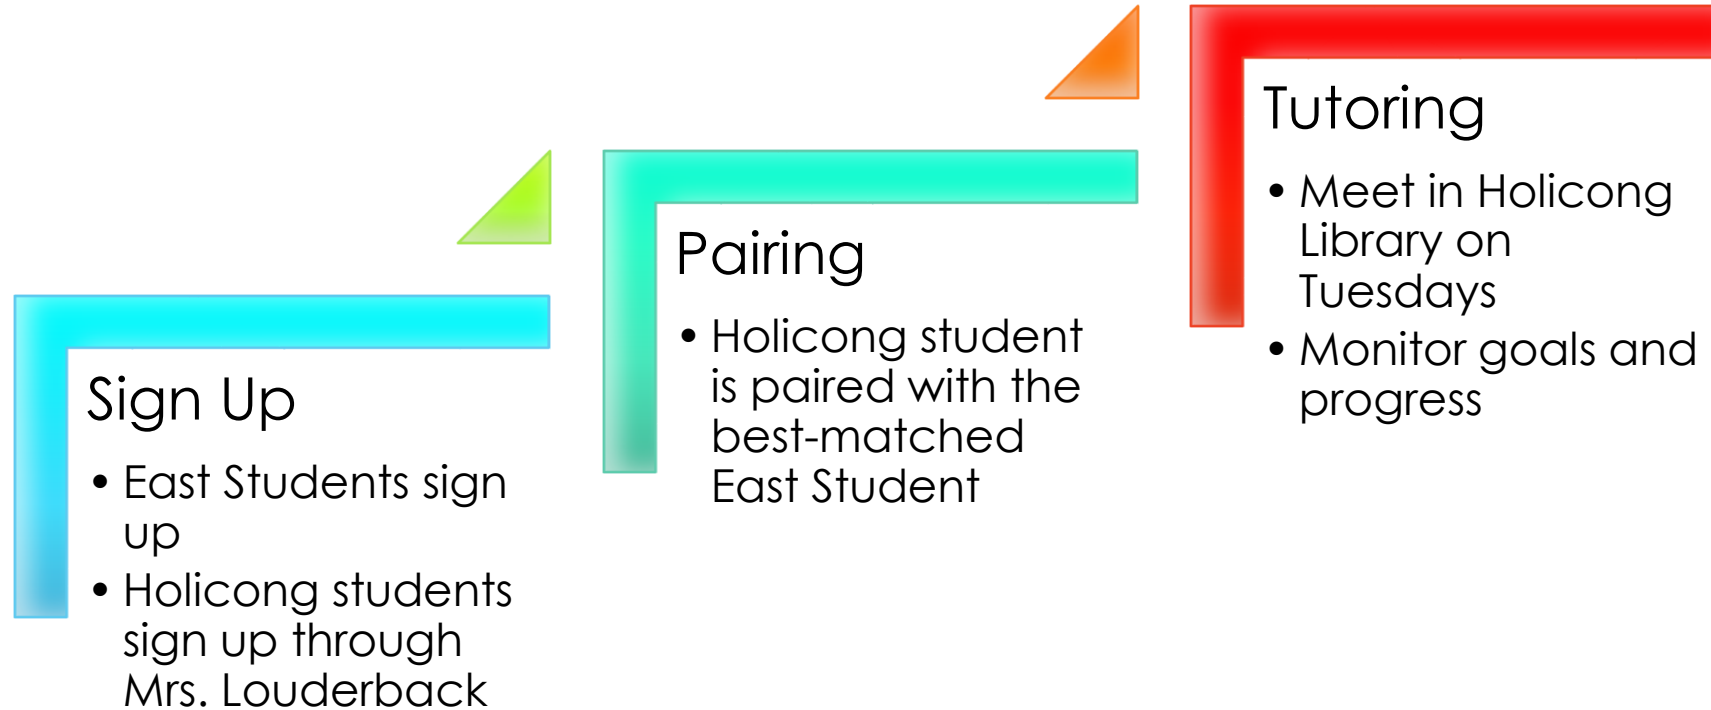 Sign Up
• East Students sign
up
• Holicong students
sign up through
Mrs. Louderback
Pairing
• Holicong student
is paired with the
best-matched
East Student
Tutoring
• Meet in Holicong
Library on
Tuesdays
• Monitor goals and
progress